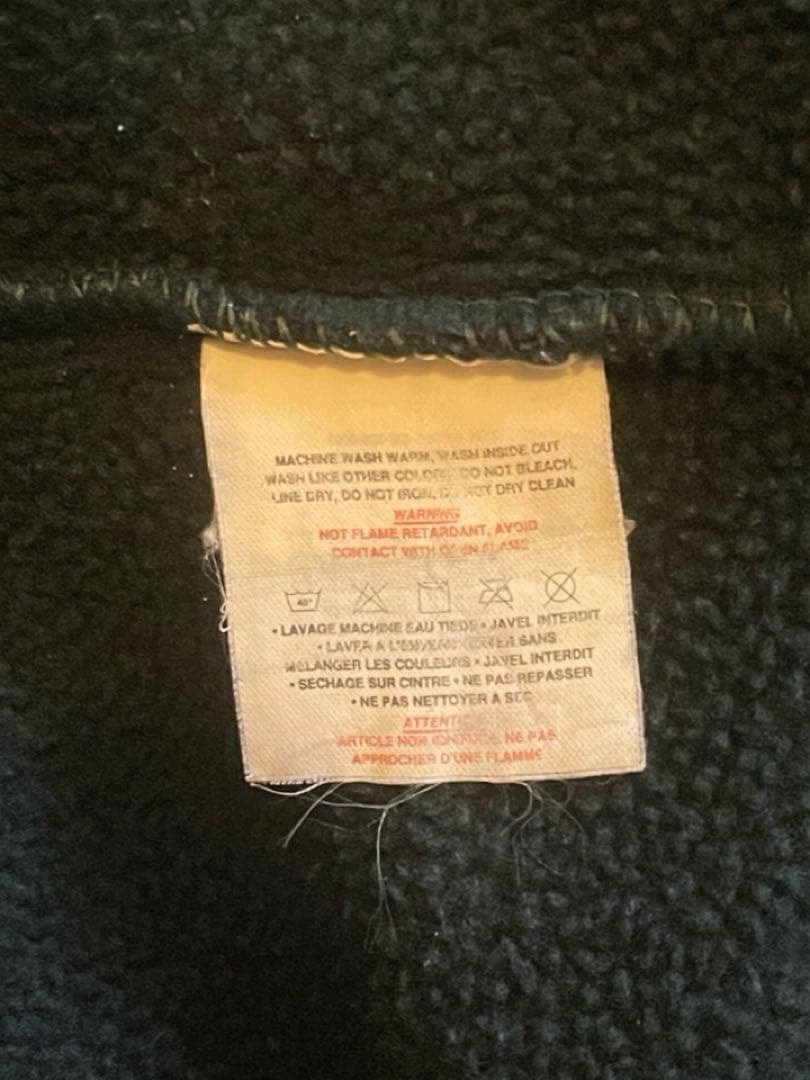 MACHINE WASH WARM, WASH INSIDE OUT
WASH LIKE OTHER COLORS, DO NOT BLEACH,
LINE DRY, DO NOT IRON, DO NOT DRY CLEAN
WARNING
NOT FLAME RETARDANT, AVOID
CONTACT WITH OPEN FLAME
40°
• LAVAGE MACHINE EAU TIEDE • JAVEL INTERDIT
• LAVER A L'ENVERS SANS
MELANGER LES COULEURS • JAVEL INTERDIT
• SECHAGE SUR CINTRE • NE PAS REPASSER
• NE PAS NETTOYER A SEC
ATTENTION
ARTICLE NON NE PAS
APPROCHER D'UNE FLAMME